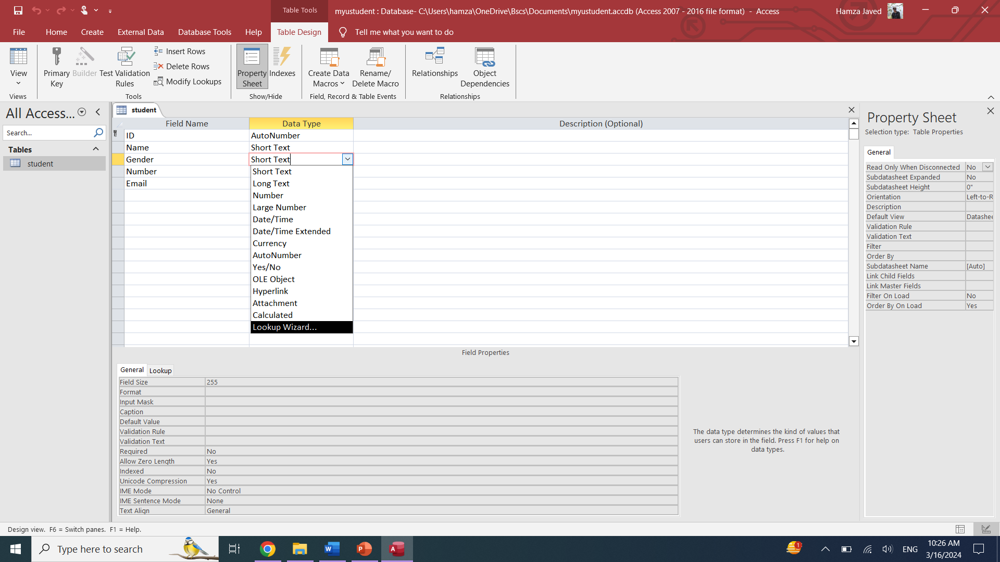 Table Tools
myustudent : Database- C:\Users\hamza\OneDrive\Bscs\Documents\myustudent.accdb (Access 2007 - 2016 file format) - Access
Hamza Javed
File Home Create External Data Database Tools Help Table Design Tell me what you want to do
View
Primary Key
Builder
Test Validation Rules
Insert Rows
Delete Rows
Modify Lookups
Property Sheet
Indexes
Create Data Macros
Rename/ Delete Macro
Relationships
Object Dependencies
Views
Tools
Show/Hide
Field, Record & Table Events
Relationships
All Access...
Search...
Tables
student
student
Field Name Data Type Description (Optional)
ID AutoNumber
Name Short Text
Gender Short Text
Number
Email
Short Text
Long Text
Number
Large Number
Date/Time
Date/Time Extended
Currency
AutoNumber
Yes/No
OLE Object
Hyperlink
Attachment
Calculated
Lookup Wizard...
Field Properties
General Lookup
Field Size 255
Format
Input Mask
Caption
Default Value
Validation Rule
Validation Text
Required No
Allow Zero Length Yes
Indexed No
Unicode Compression Yes
IME Mode No Control
IME Sentence Mode None
Text Align General
The data type determines the kind of values that
users can store in the field. Press F1 for help on
data types.
Property Sheet
Selection type: Table Properties
General
Read Only When Disconnected No
Subdatasheet Expanded No
Subdatasheet Height 0"
Orientation Left-to-R
Description
Default View Datashee
Validation Rule
Validation Text
Filter
Order By
Subdatasheet Name [Auto]
Link Child Fields
Link Master Fields
Filter On Load No
Order By On Load Yes
Design view. F6 = Switch panes. F1 = Help.
Type here to search
W
P
A
1
ENG
10:26 AM
3/16/2024